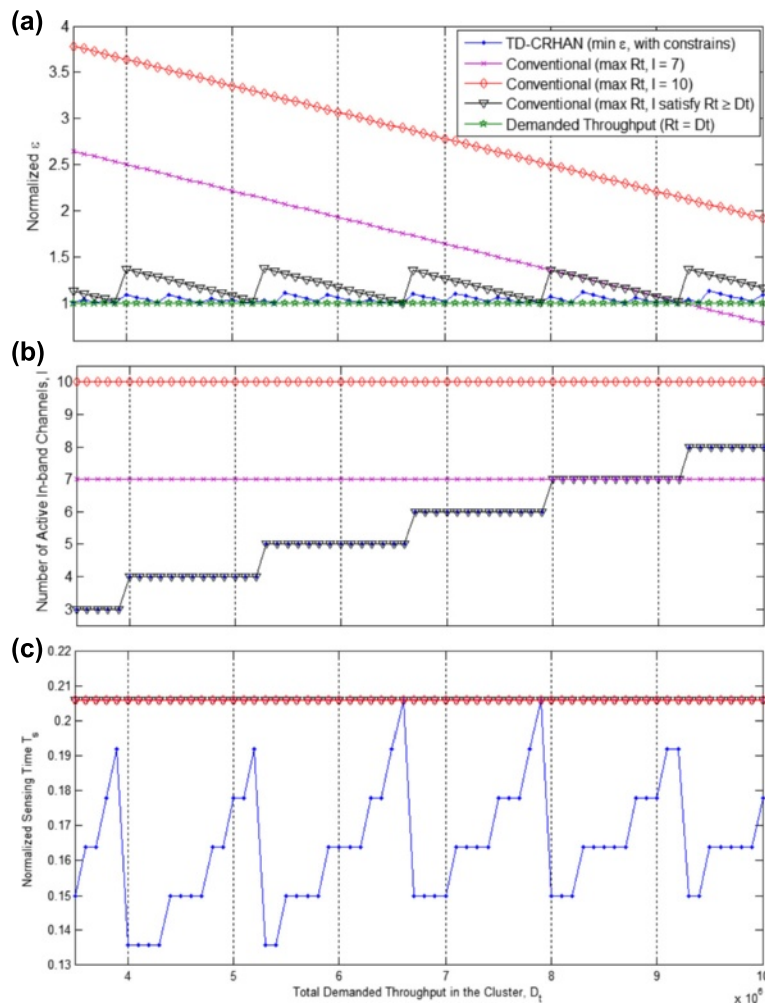 (a)
4
3.5
3
2.5
2
1.5
1
Normalized ε
TD-CRHAN (min ε, with constrains)
Conventional (max Rt, l = 7)
Conventional (max Rt, l = 10)
Conventional (max Rt, l satisfy Rt ≥ Dt)
Demanded Throughput (Rt = Dt)
(b)
10
9
8
7
6
5
4
3
Number of Active In-band Channels, l
(c)
0.22
0.21
0.2
0.19
0.18
0.17
0.16
0.15
0.14
0.13
Normalized Sensing Time Ts
4 5 6 7 8 9 10
Total Demanded Throughput in the Cluster, Dt
x 10^6